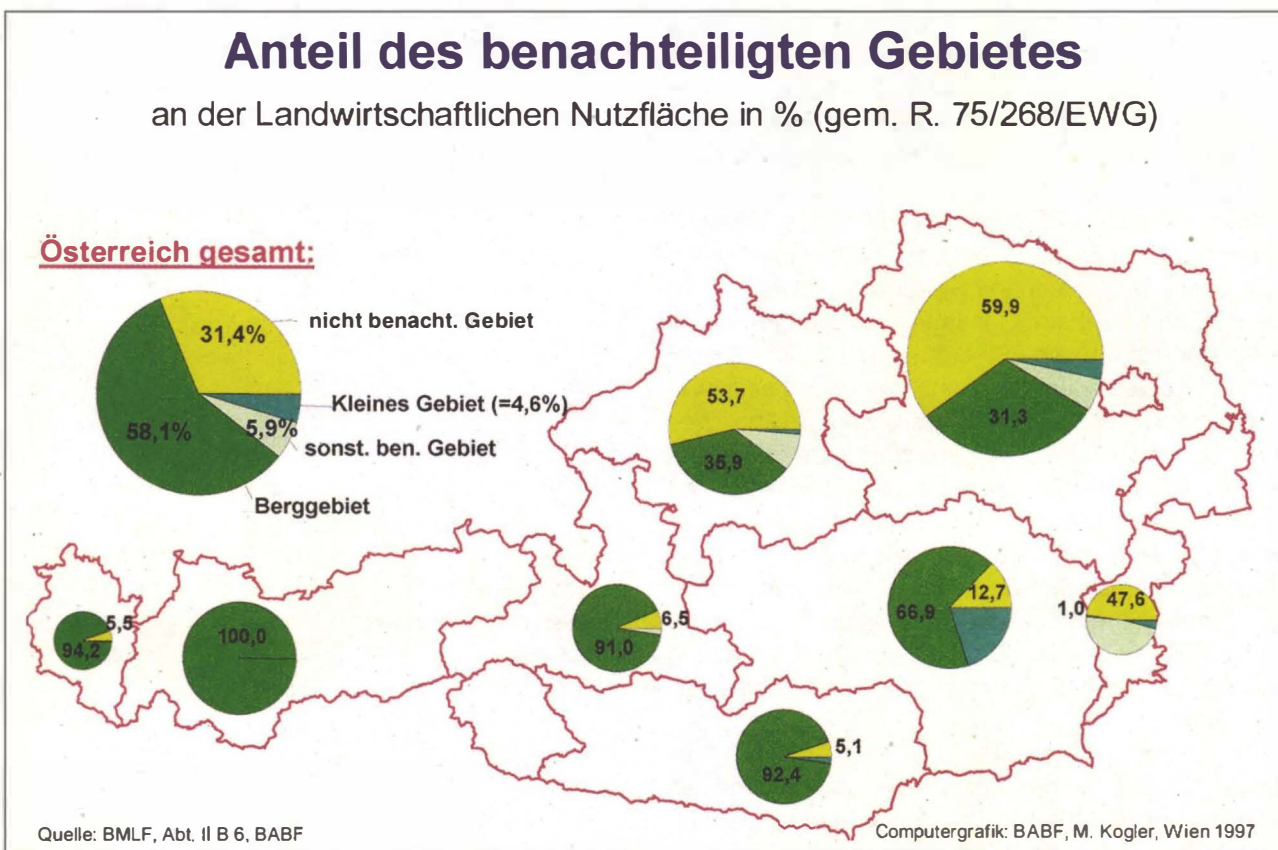 Anteil des benachteiligten Gebietes
an der Landwirtschaftlichen Nutzfläche in % (gem. R. 75/268/EWG)
Österreich gesamt:
31,4%
nicht benacht. Gebiet
Kleines Gebiet (=4,6%)
58,1%
5,9%
sonst. ben. Gebiet
Berggebiet
59,9
31,3
53,7
35,9
5,5
94,2
100,0
6,5
91,0
66,9
12,7
1,0
47,6
5,1
92,4
Quelle: BMLF, Abt. II B 6, BABF
Computergrafik: BABF, M. Kogler, Wien 1997